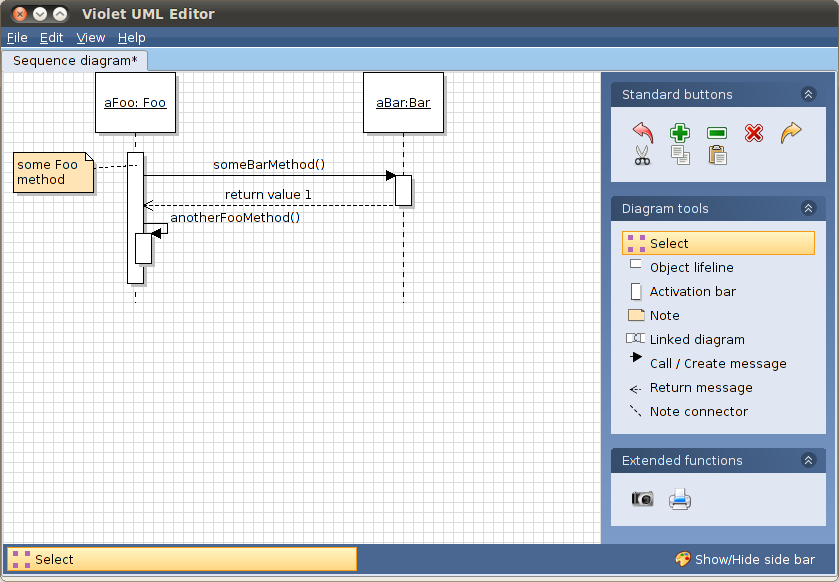 Violet UML Editor
File Edit View Help
Sequence diagram*
aFoo: Foo
aBar:Bar
some Foo
method
someBarMethod()
return value 1
anotherFooMethod()
Standard buttons
Diagram tools
Select
Object lifeline
Activation bar
Note
Linked diagram
Call / Create message
Return message
Note connector
Extended functions
Select
Show/Hide side bar